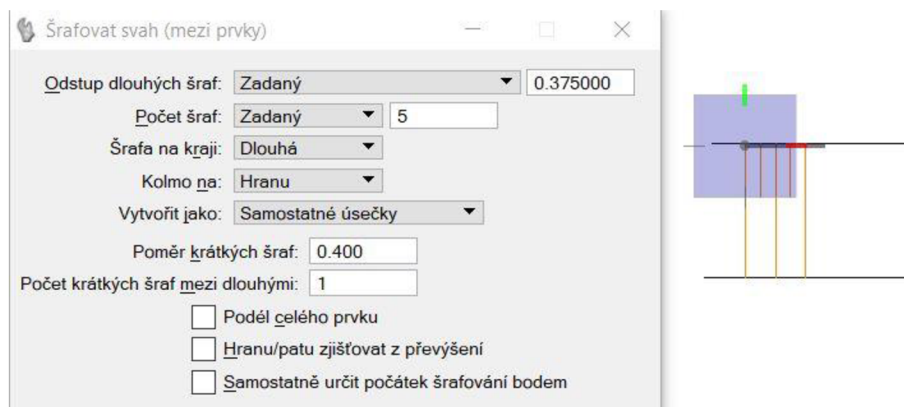 Šrafovat svah (mezi prvky)
Odstup dlouhých šraf: Zadaný 0.375000
Počet šraf: Zadaný 5
Šrafa na kraji: Dlouhá
Kolmo na: Hranu
Vytvořit jako: Samostatné úsečky
Poměr krátkých šraf: 0.400
Počet krátkých šraf mezi dlouhými: 1
Podél celého prvku
Hranu/patu zjišťovat z převýšení
Samostatně určit počátek šrafování bodem